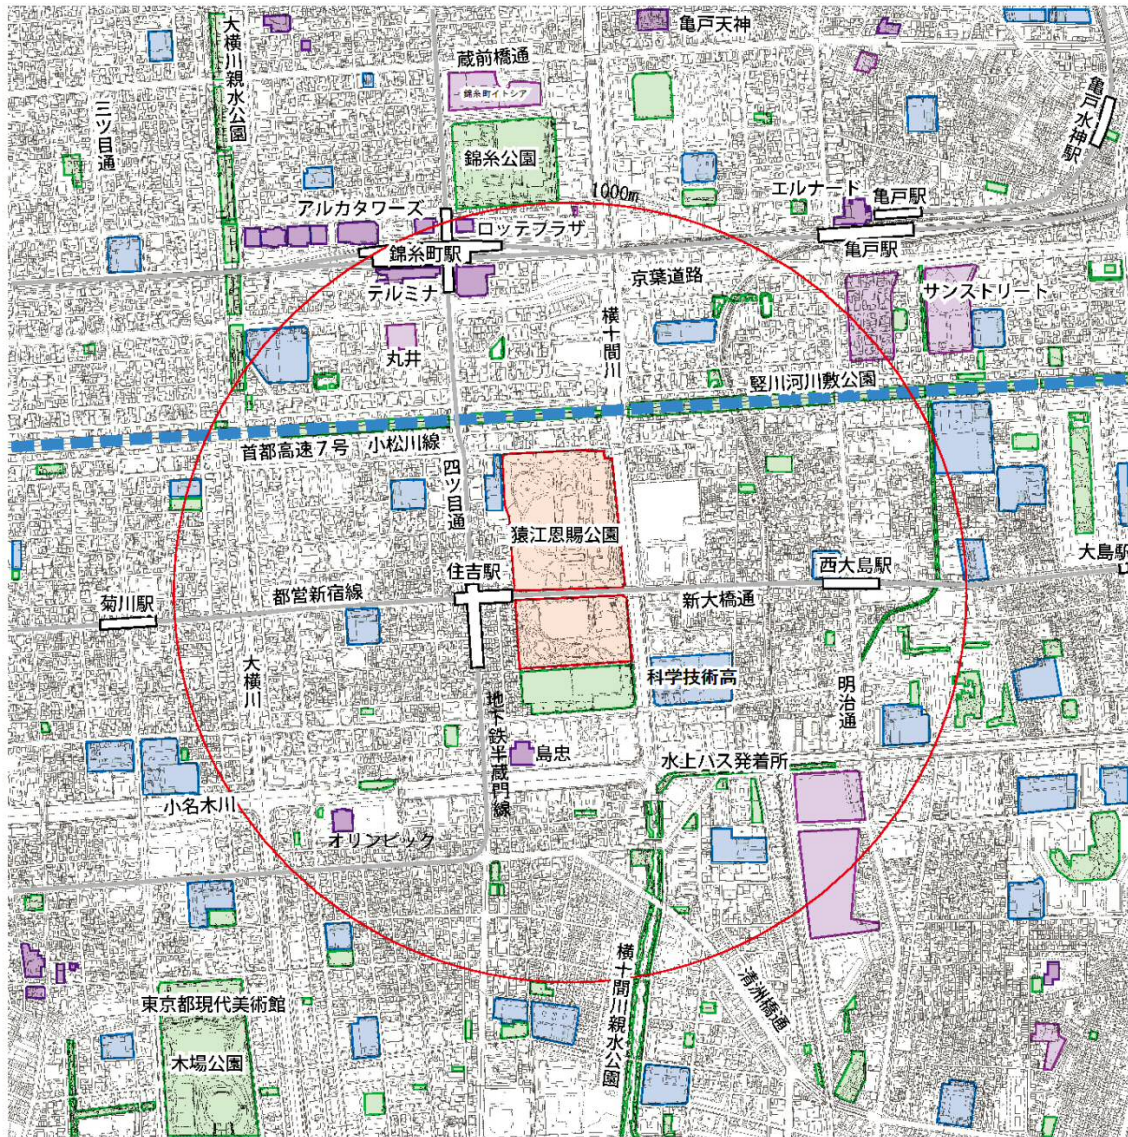 大横川親水公園
蔵前橋通
亀戸天神
錦糸町イトシア
三ツ目通
亀戸水神駅
錦糸公園
1000m
エルナード
亀戸駅
アルカタワーズ
ロッテプラザ
錦糸町駅
亀戸駅
テルミナ
京葉道路
サンストリート
横十間川
丸井
竪川河川敷公園
首都高速7号 小松川線
四ツ目通
猿江恩賜公園
住吉駅
西大島駅
大島駅
菊川駅
都営新宿線
新大橋通
大横川
科学技術高
明治通
地下鉄半蔵門線
島忠
水上バス発着所
小名木川
オリンピック
横十間川親水公園
清洲橋通
東京都現代美術館
木場公園